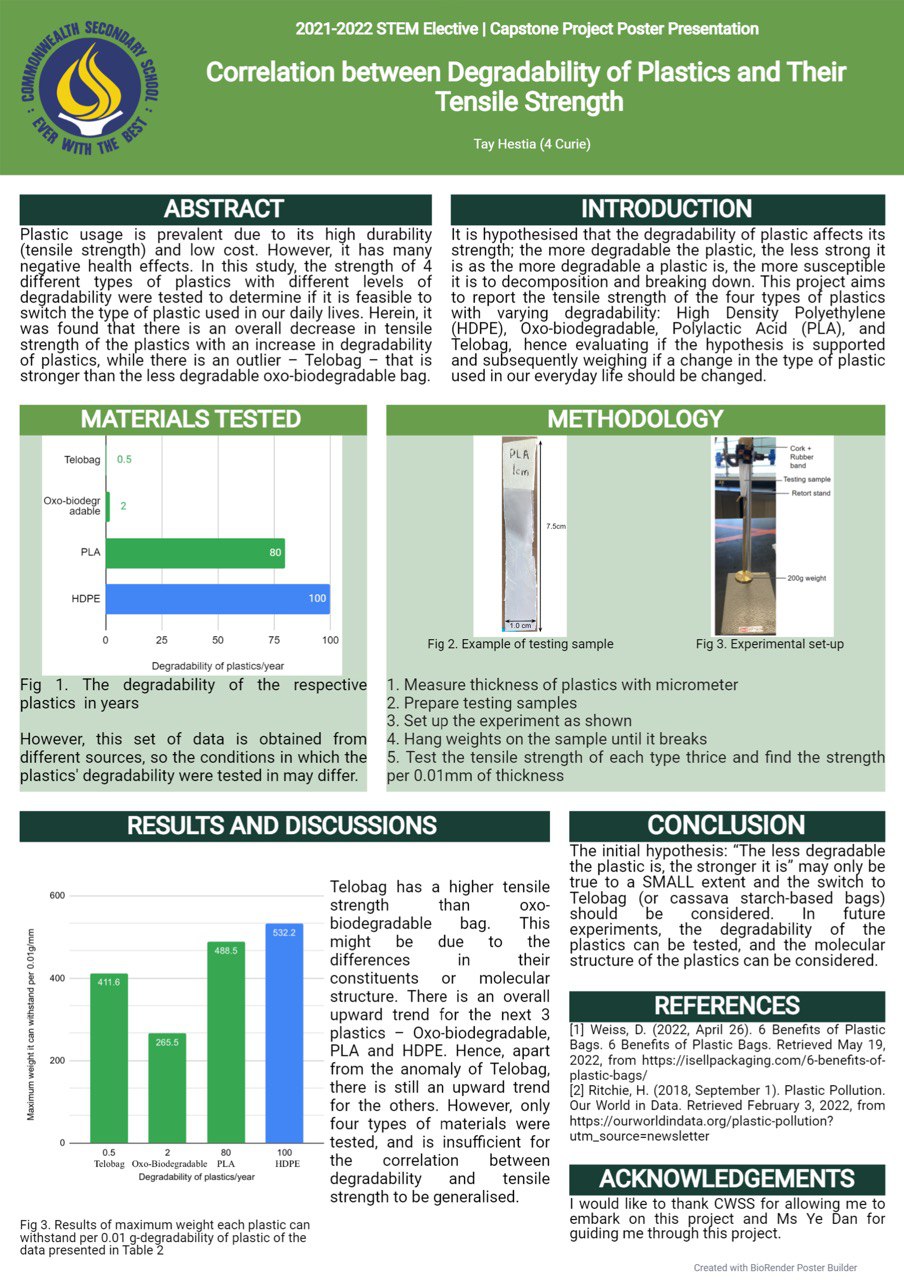 COMMONWEALTH SECONDARY SCHOOL
: EVER WITH THE BEST :
2021-2022 STEM Elective | Capstone Project Poster Presentation
Correlation between Degradability of Plastics and Their
Tensile Strength
Tay Hestia (4 Curie)
ABSTRACT
Plastic usage is prevalent due to its high durability
(tensile strength) and low cost. However, it has many
negative health effects. In this study, the strength of 4
different types of plastics with different levels of
degradability were tested to determine if it is feasible to
switch the type of plastic used in our daily lives. Herein, it
was found that there is an overall decrease in tensile
strength of the plastics with an increase in degradability
of plastics, while there is an outlier – Telobag – that is
stronger than the less degradable oxo-biodegradable bag.
INTRODUCTION
It is hypothesised that the degradability of plastic affects its
strength; the more degradable the plastic, the less strong it
is as the more degradable a plastic is, the more susceptible
it is to decomposition and breaking down. This project aims
to report the tensile strength of the four types of plastics
with varying degradability: High Density Polyethylene
(HDPE), Oxo-biodegradable, Polylactic Acid (PLA), and
Telobag, hence evaluating if the hypothesis is supported
and subsequently weighing if a change in the type of plastic
used in our everyday life should be changed.
MATERIALS TESTED
Telobag
0.5
Oxo-biodegr
adable
2
PLA
80
HDPE
100
0 25 50 75 100
Degradability of plastics/year
Fig 1. The degradability of the respective
plastics in years
However, this set of data is obtained from
different sources, so the conditions in which the
plastics' degradability were tested in may differ.
METHODOLOGY
PLA
1cm
7.5cm
1.0 cm
Fig 2. Example of testing sample
Cork +
Rubber
band
Testing sample
Retort stand
200g weight
Fig 3. Experimental set-up
1. Measure thickness of plastics with micrometer
2. Prepare testing samples
3. Set up the experiment as shown
4. Hang weights on the sample until it breaks
5. Test the tensile strength of each type thrice and find the strength
per 0.01mm of thickness
RESULTS AND DISCUSSIONS
Maximum weight it can withstand per 0.01g/mm
600
400
200
0
411.6
265.5
488.5
532.2
0.5 2 80 100
Telobag Oxo-Biodegradable PLA HDPE
Degradability of plastics/year
Fig 3. Results of maximum weight each plastic can
withstand per 0.01 g-degradability of plastic of the
data presented in Table 2
Telobag has a higher tensile
strength than oxo-
biodegradable bag. This
might be due to the
differences in their
constituents or molecular
structure. There is an overall
upward trend for the next 3
plastics – Oxo-biodegradable,
PLA and HDPE. Hence, apart
from the anomaly of Telobag,
there is still an upward trend
for the others. However, only
four types of materials were
tested, and is insufficient for
the correlation between
degradability and tensile
strength to be generalised.
CONCLUSION
The initial hypothesis: “The less degradable
the plastic is, the stronger it is” may only be
true to a SMALL extent and the switch to
Telobag (or cassava starch-based bags)
should be considered. In future
experiments, the degradability of the
plastics can be tested, and the molecular
structure of the plastics can be considered.
REFERENCES
[1] Weiss, D. (2022, April 26). 6 Benefits of Plastic
Bags. 6 Benefits of Plastic Bags. Retrieved May 19,
2022, from https://isellpackaging.com/6-benefits-of-
plastic-bags/
[2] Ritchie, H. (2018, September 1). Plastic Pollution.
Our World in Data. Retrieved February 3, 2022, from
https://ourworldindata.org/plastic-pollution?
utm_source=newsletter
ACKNOWLEDGEMENTS
I would like to thank CWSS for allowing me to
embark on this project and Ms Ye Dan for
guiding me through this project.
Created with BioRender Poster Builder